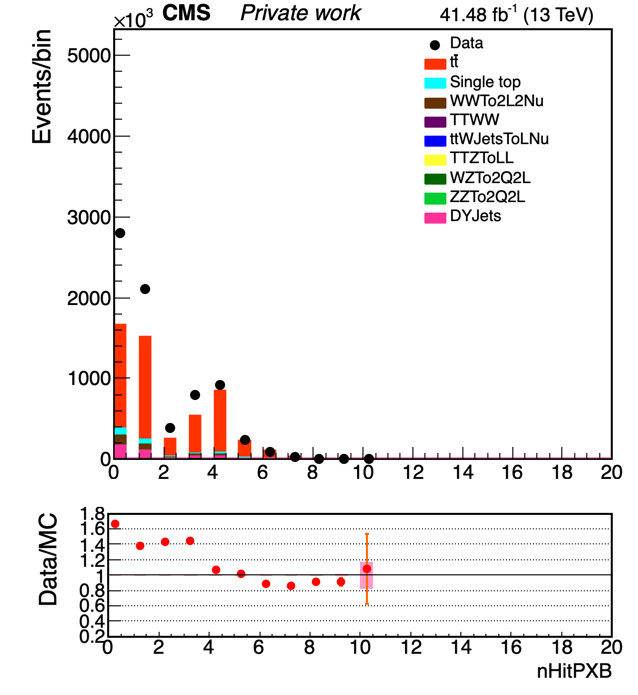 ×10³ CMS Private work 41.48 fb⁻¹ (13 TeV)
Events/bin
5000
4000
3000
2000
1000
0
Data
tt̄
Single top
WWTo2L2Nu
TTWW
ttWJetsToLNu
TTZToLL
WZTo2Q2L
ZZTo2Q2L
DYJets
0 2 4 6 8 10 12 14 16 18 20
Data/MC
1.8
1.6
1.4
1.2
1
0.8
0.6
0.4
0.2
0 2 4 6 8 10 12 14 16 18 20
nHitPXB